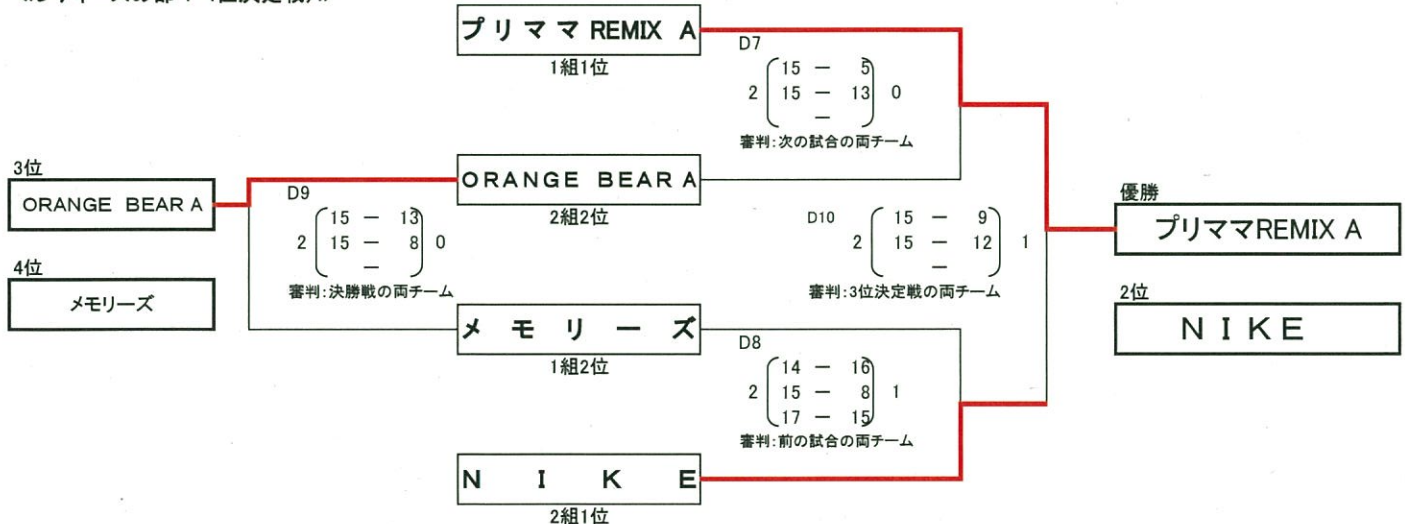 プリママ REMIX A
1組1位
D7
15 － 5
2 15 － 13 0
－
審判:次の試合の両チーム
3位
ORANGE BEAR A
4位
メモリーズ
D9
15 － 13
2 15 － 8 0
－
審判:決勝戦の両チーム
ORANGE BEAR A
2組2位
D10
15 － 9
2 15 － 12 1
－
審判:3位決定戦の両チーム
優勝
プリママREMIX A
2位
NIKE
メモリーズ
1組2位
D8
14 － 16
2 15 － 8 1
17 － 15
審判:前の試合の両チーム
NIKE
2組1位